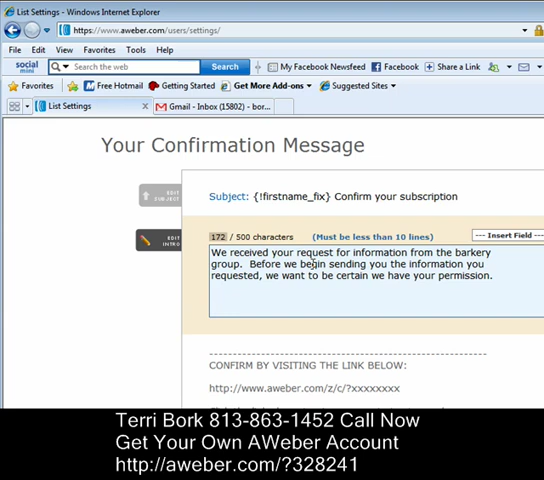 List Settings - Windows Internet Explorer
https://www.aweber.com/users/settings/
File Edit View Favorites Tools Help
social mini Search the web Search My Facebook Newsfeed Facebook Share a Link
Favorites Free Hotmail Getting Started Get More Add-ons Suggested Sites
List Settings x Gmail - Inbox (15802) - bor...
Your Confirmation Message
EDIT SUBJECT
Subject: {!firstname_fix} Confirm your subscription
EDIT INTRO
172 / 500 characters (Must be less than 10 lines) --- Insert Field ---
We received your request for information from the barkery
group. Before we begin sending you the information you
requested, we want to be certain we have your permission.
------------------------------------------------
CONFIRM BY VISITING THE LINK BELOW:
http://www.aweber.com/z/c/?xxxxxxxx
Terri Bork 813-863-1452 Call Now
Get Your Own AWeber Account
http://aweber.com/?328241